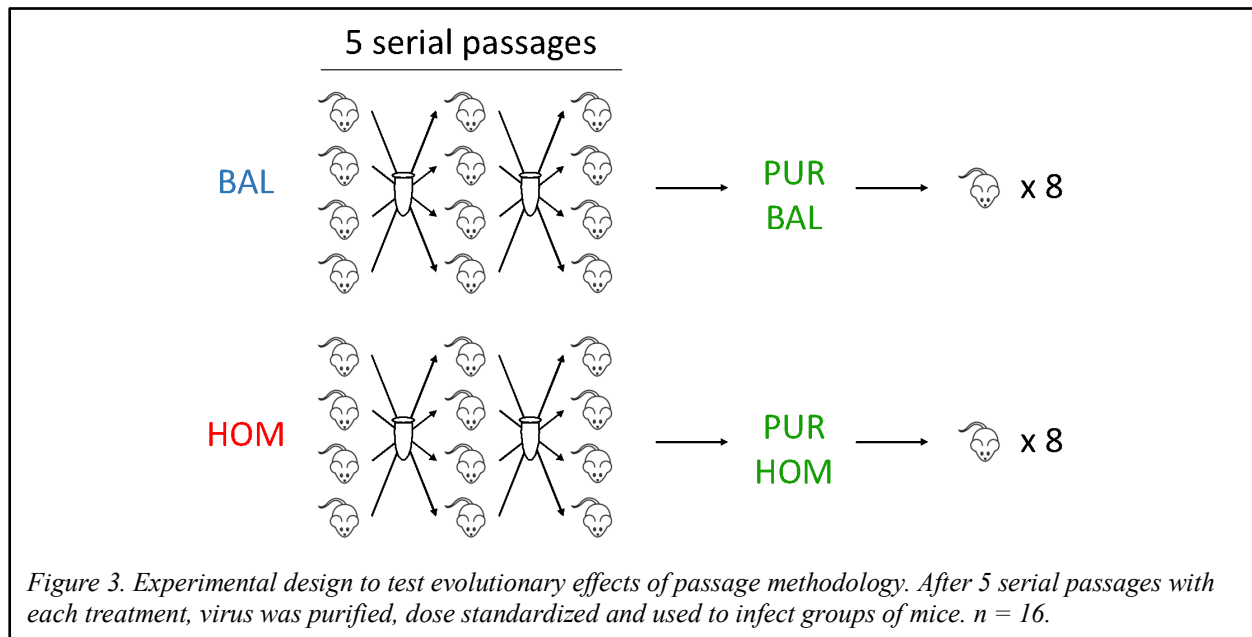 5 serial passages
BAL
PUR
BAL
x 8
HOM
PUR
HOM
x 8
Figure 3. Experimental design to test evolutionary effects of passage methodology. After 5 serial passages with
each treatment, virus was purified, dose standardized and used to infect groups of mice. n = 16.